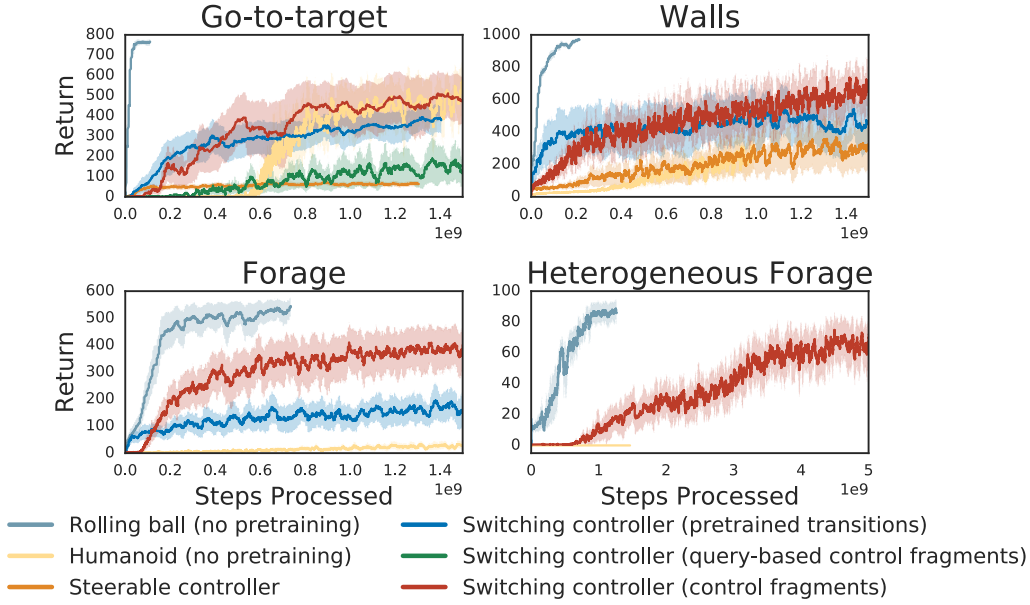 Go-to-target
Walls
Return
800
700
600
500
400
300
200
100
0
0.0 0.2 0.4 0.6 0.8 1.0 1.2 1.4
1e9
1000
800
600
400
200
0
0.0 0.2 0.4 0.6 0.8 1.0 1.2 1.4
1e9
Forage
Heterogeneous Forage
Return
600
500
400
300
200
100
0
0.0 0.2 0.4 0.6 0.8 1.0 1.2 1.4
1e9
Steps Processed
100
80
60
40
20
0
0 1 2 3 4 5
1e9
Steps Processed
Rolling ball (no pretraining)
Humanoid (no pretraining)
Steerable controller
Switching controller (pretrained transitions)
Switching controller (query-based control fragments)
Switching controller (control fragments)